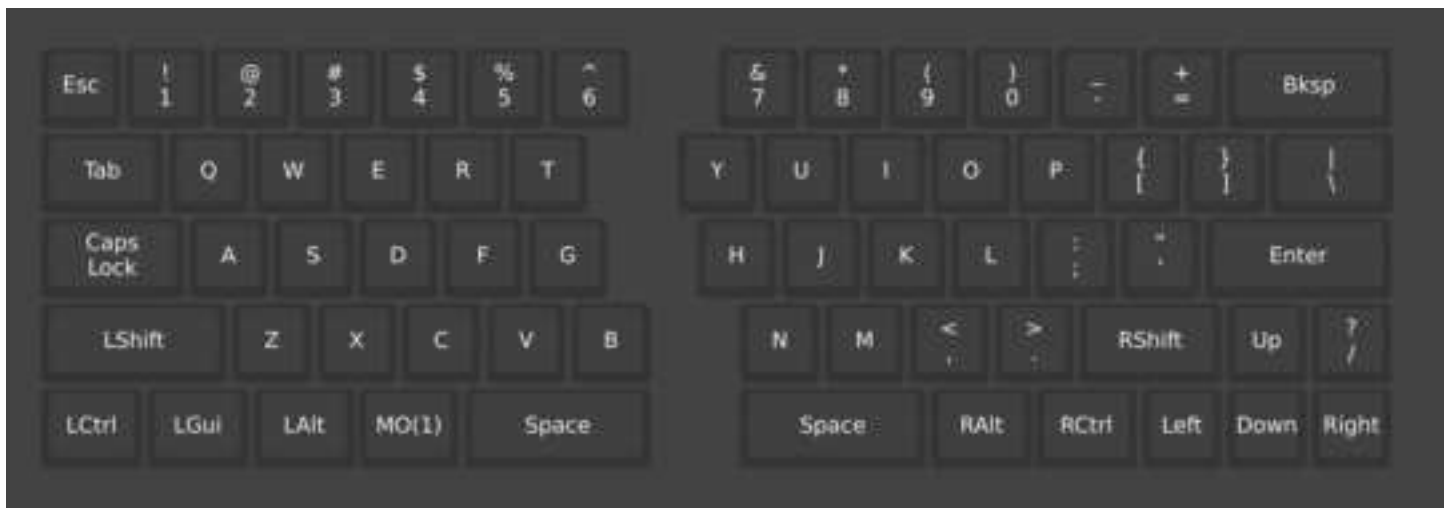 ! @ # $ % ^ & * ( ) _ +
Esc 1 2 3 4 5 6 7 8 9 0 - = Bksp
Tab Q W E R T Y U I O P { } |
[ ] \
Caps : "
Lock A S D F G H J K L ; ' Enter
LShift Z X C V B N M < > RShift Up ?
, . /
LCtrl LGui LAlt MO(1) Space Space RAlt RCtrl Left Down Right